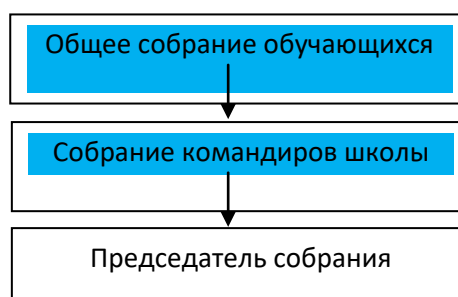 Общее собрание обучающихся
Собрание командиров школы
Председатель собрания